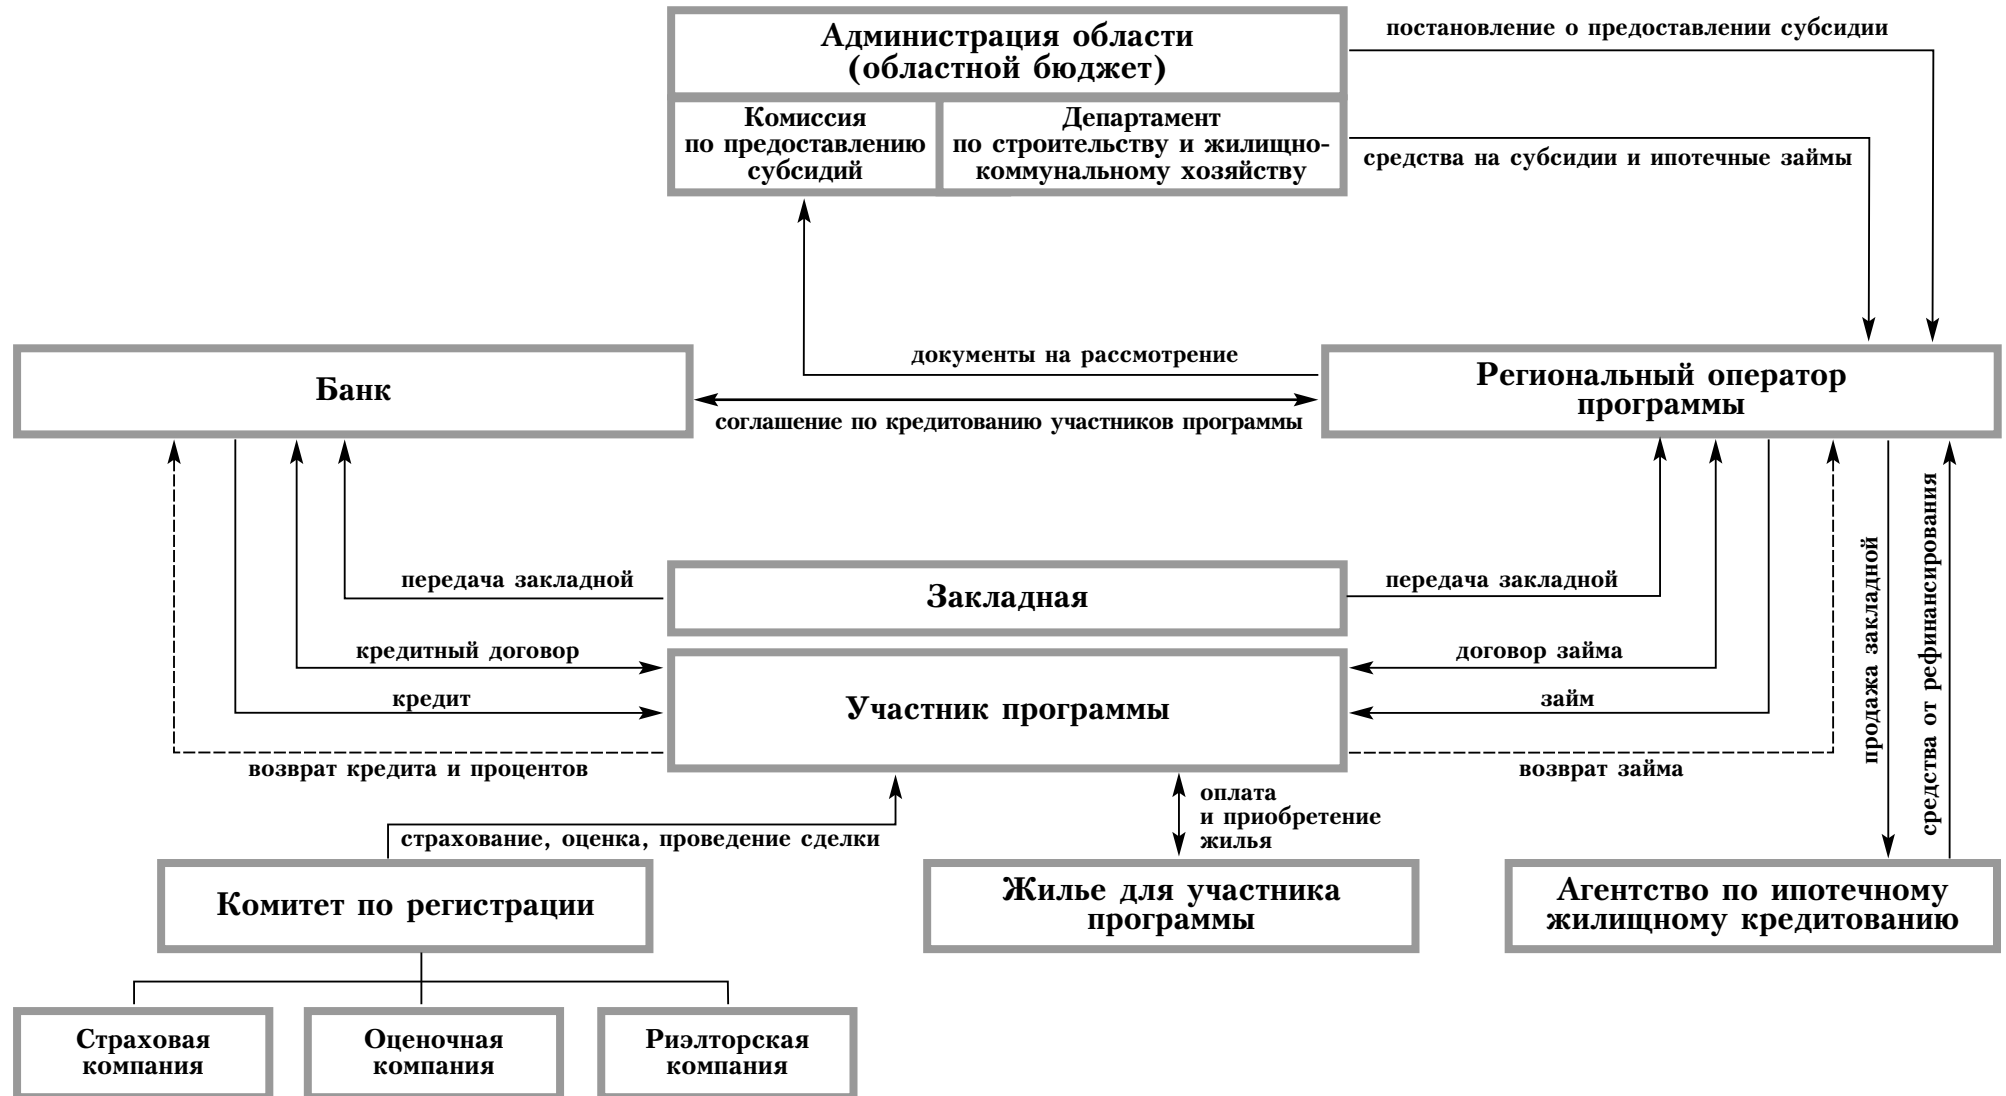 Администрация области
(областной бюджет)
постановление о предоставлении субсидии
Комиссия
по предоставлению
субсидий
Департамент
по строительству и жилищно-
коммунальному хозяйству
средства на субсидии и ипотечные займы
документы на рассмотрение
Банк
соглашение по кредитованию участников программы
Региональный оператор
программы
передача закладной
Закладная
передача закладной
кредитный договор
договор займа
кредит
Участник программы
займ
возврат кредита и процентов
возврат займа
продажа закладной
средства от рефинансирования
страхование, оценка, проведение сделки
оплата
и приобретение
жилья
Комитет по регистрации
Жилье для участника
программы
Агентство по ипотечному
жилищному кредитованию
Страховая
компания
Оценочная
компания
Риэлторская
компания